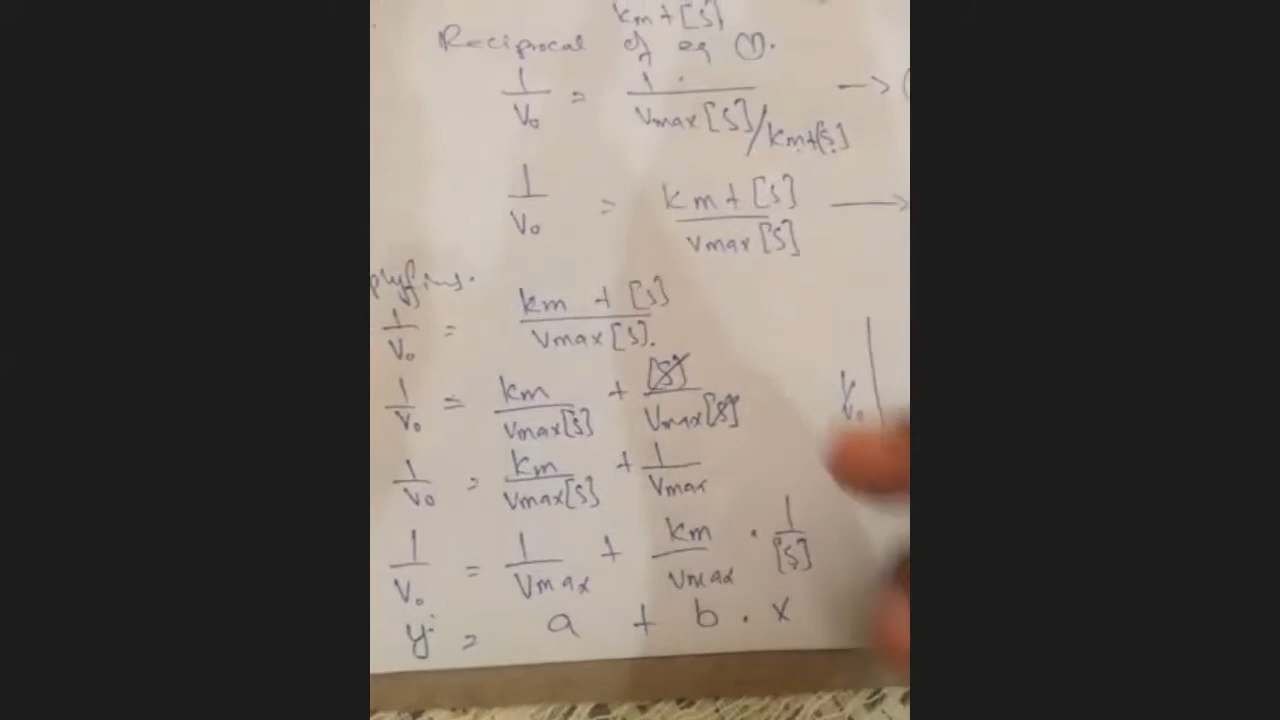 km + [S]
Reciprocal of eq ①.
1/V₀ = 1/Vmax[S]/km+[S] →
1/V₀ = km + [S]/Vmax[S] →
plyfying.
1/V₀ = km + [S]/Vmax[S].
1/V₀ = km/Vmax[S] + [S]/Vmax[S]
1/V₀ = km/Vmax[S] + 1/Vmax
1/V₀ = 1/Vmax + km/Vmax · 1/[S]
y = a + b . x